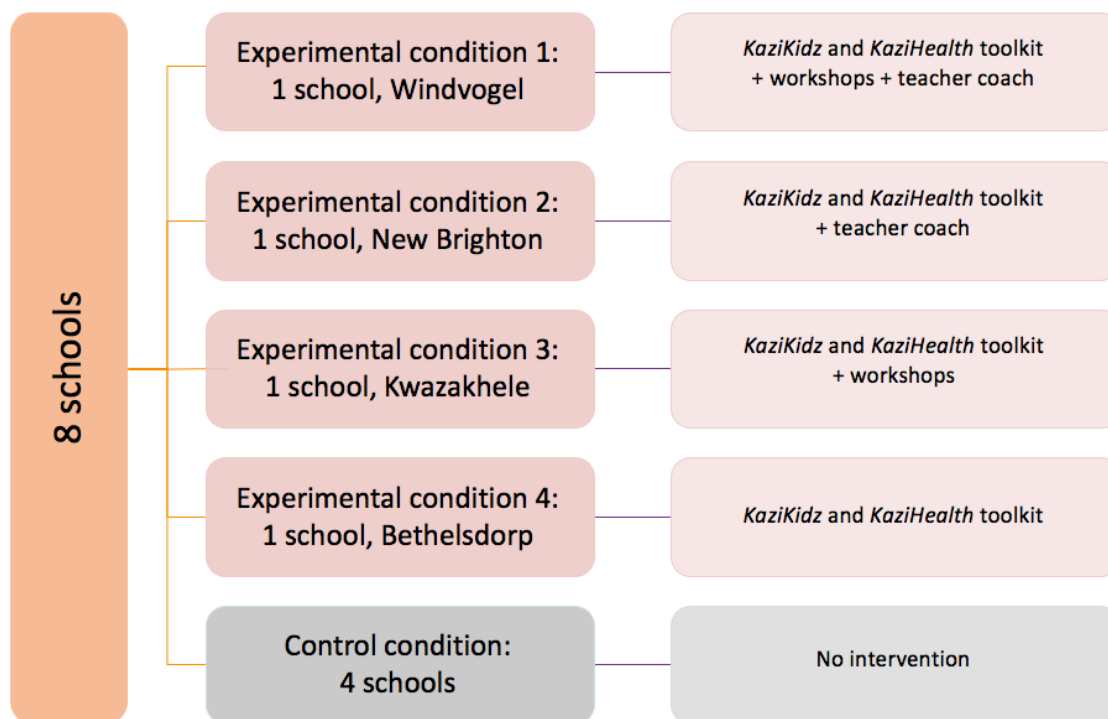 8 schools
Experimental condition 1:
1 school, Windvogel
KaziKidz and KaziHealth toolkit
+ workshops + teacher coach
Experimental condition 2:
1 school, New Brighton
KaziKidz and KaziHealth toolkit
+ teacher coach
Experimental condition 3:
1 school, Kwazakhele
KaziKidz and KaziHealth toolkit
+ workshops
Experimental condition 4:
1 school, Bethelsdorp
KaziKidz and KaziHealth toolkit
Control condition:
4 schools
No intervention